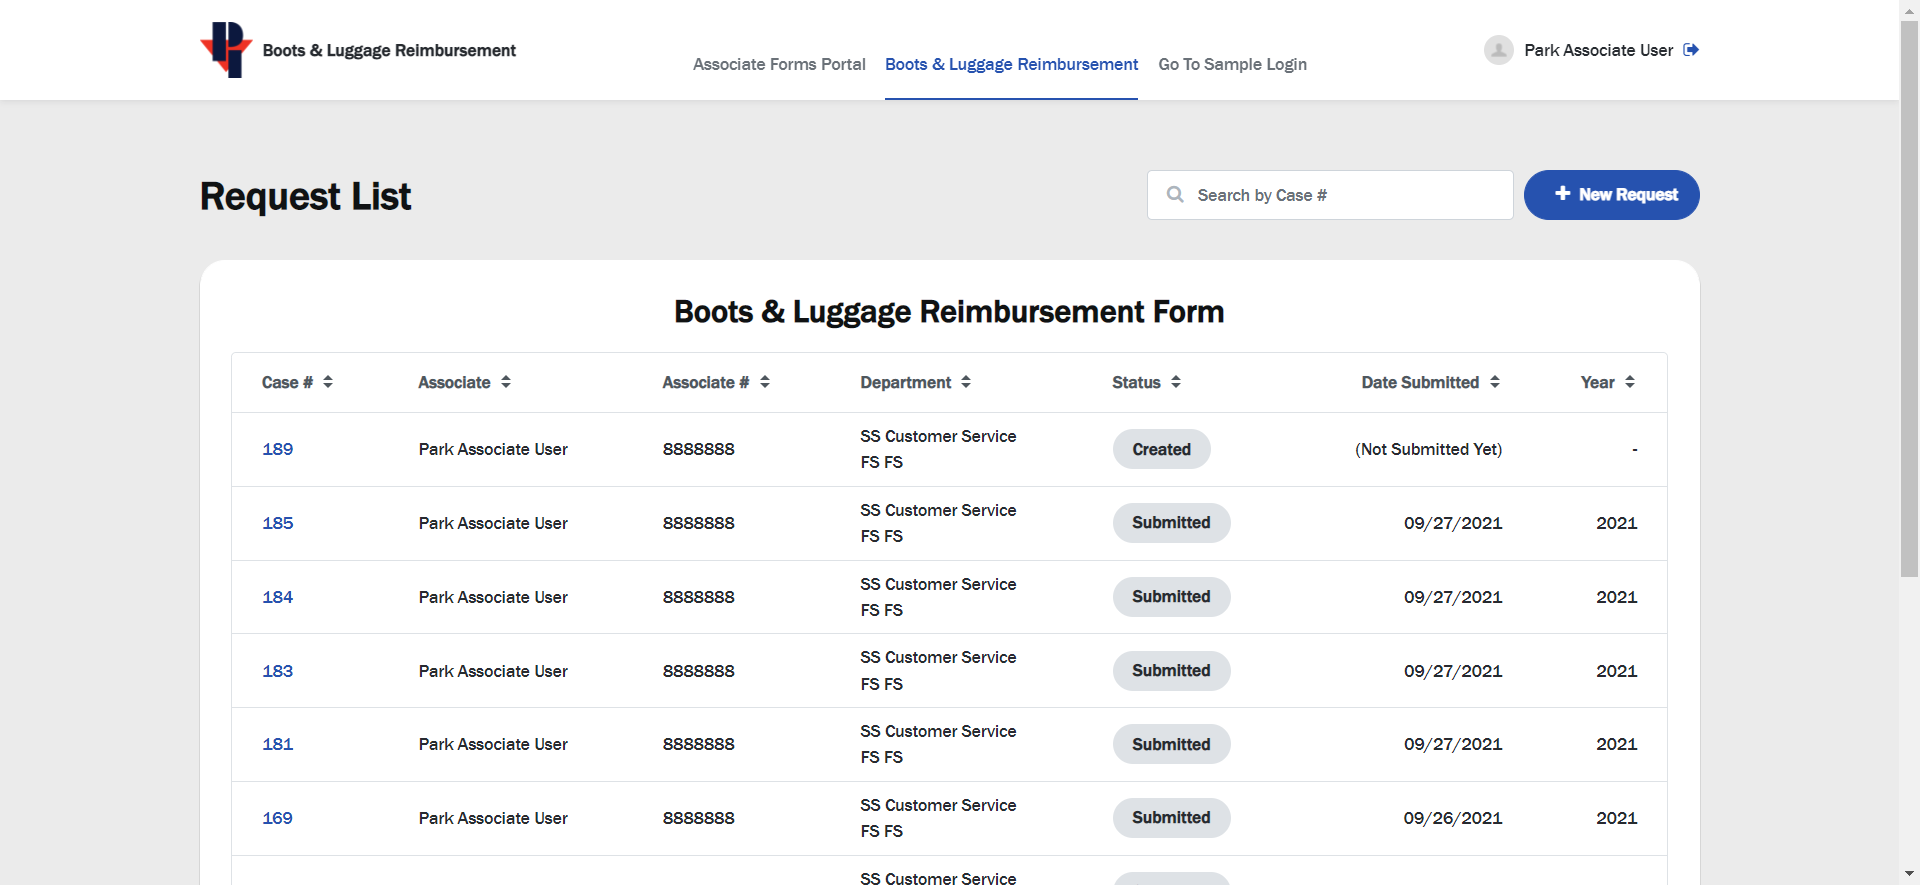 Boots & Luggage Reimbursement
Associate Forms Portal Boots & Luggage Reimbursement Go To Sample Login
Park Associate User
Request List
Search by Case #
+ New Request
Boots & Luggage Reimbursement Form
Case # Associate Associate # Department Status Date Submitted Year
189 Park Associate User 8888888 SS Customer Service FS FS Created (Not Submitted Yet) -
185 Park Associate User 8888888 SS Customer Service FS FS Submitted 09/27/2021 2021
184 Park Associate User 8888888 SS Customer Service FS FS Submitted 09/27/2021 2021
183 Park Associate User 8888888 SS Customer Service FS FS Submitted 09/27/2021 2021
181 Park Associate User 8888888 SS Customer Service FS FS Submitted 09/27/2021 2021
169 Park Associate User 8888888 SS Customer Service FS FS Submitted 09/26/2021 2021
SS Customer Service